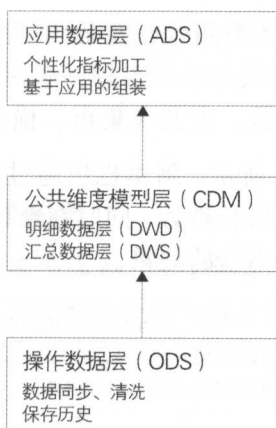 应用数据层（ADS）
个性化指标加工
基于应用的组装
公共维度模型层（CDM）
明细数据层（DWD）
汇总数据层（DWS）
操作数据层（ODS）
数据同步、清洗
保存历史